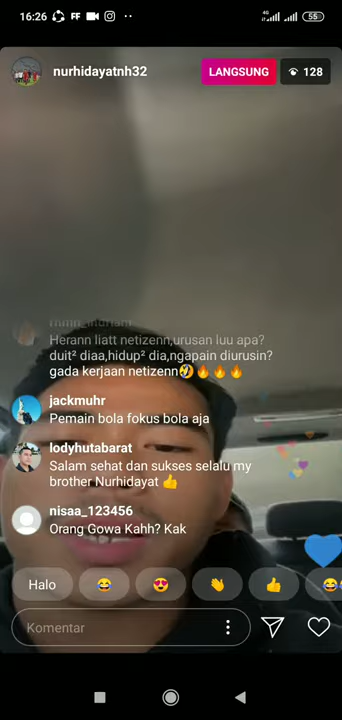 16:26 FF 4G 55
nurhidayatnh32 LANGSUNG 128
Herann liatt netizenn,urusan luu apa?
duit² diaa,hidup² dia,ngapain diurusin?
gada kerjaan netizenn🤣🔥🔥🔥
jackmuhr
Pemain bola fokus bola aja
lodyhutabarat
Salam sehat dan sukses selalu my
brother Nurhidayat 👍
nisaa_123456
Orang Gowa Kahh? Kak
Halo 😂 😍 👏 👍 😂
Komentar